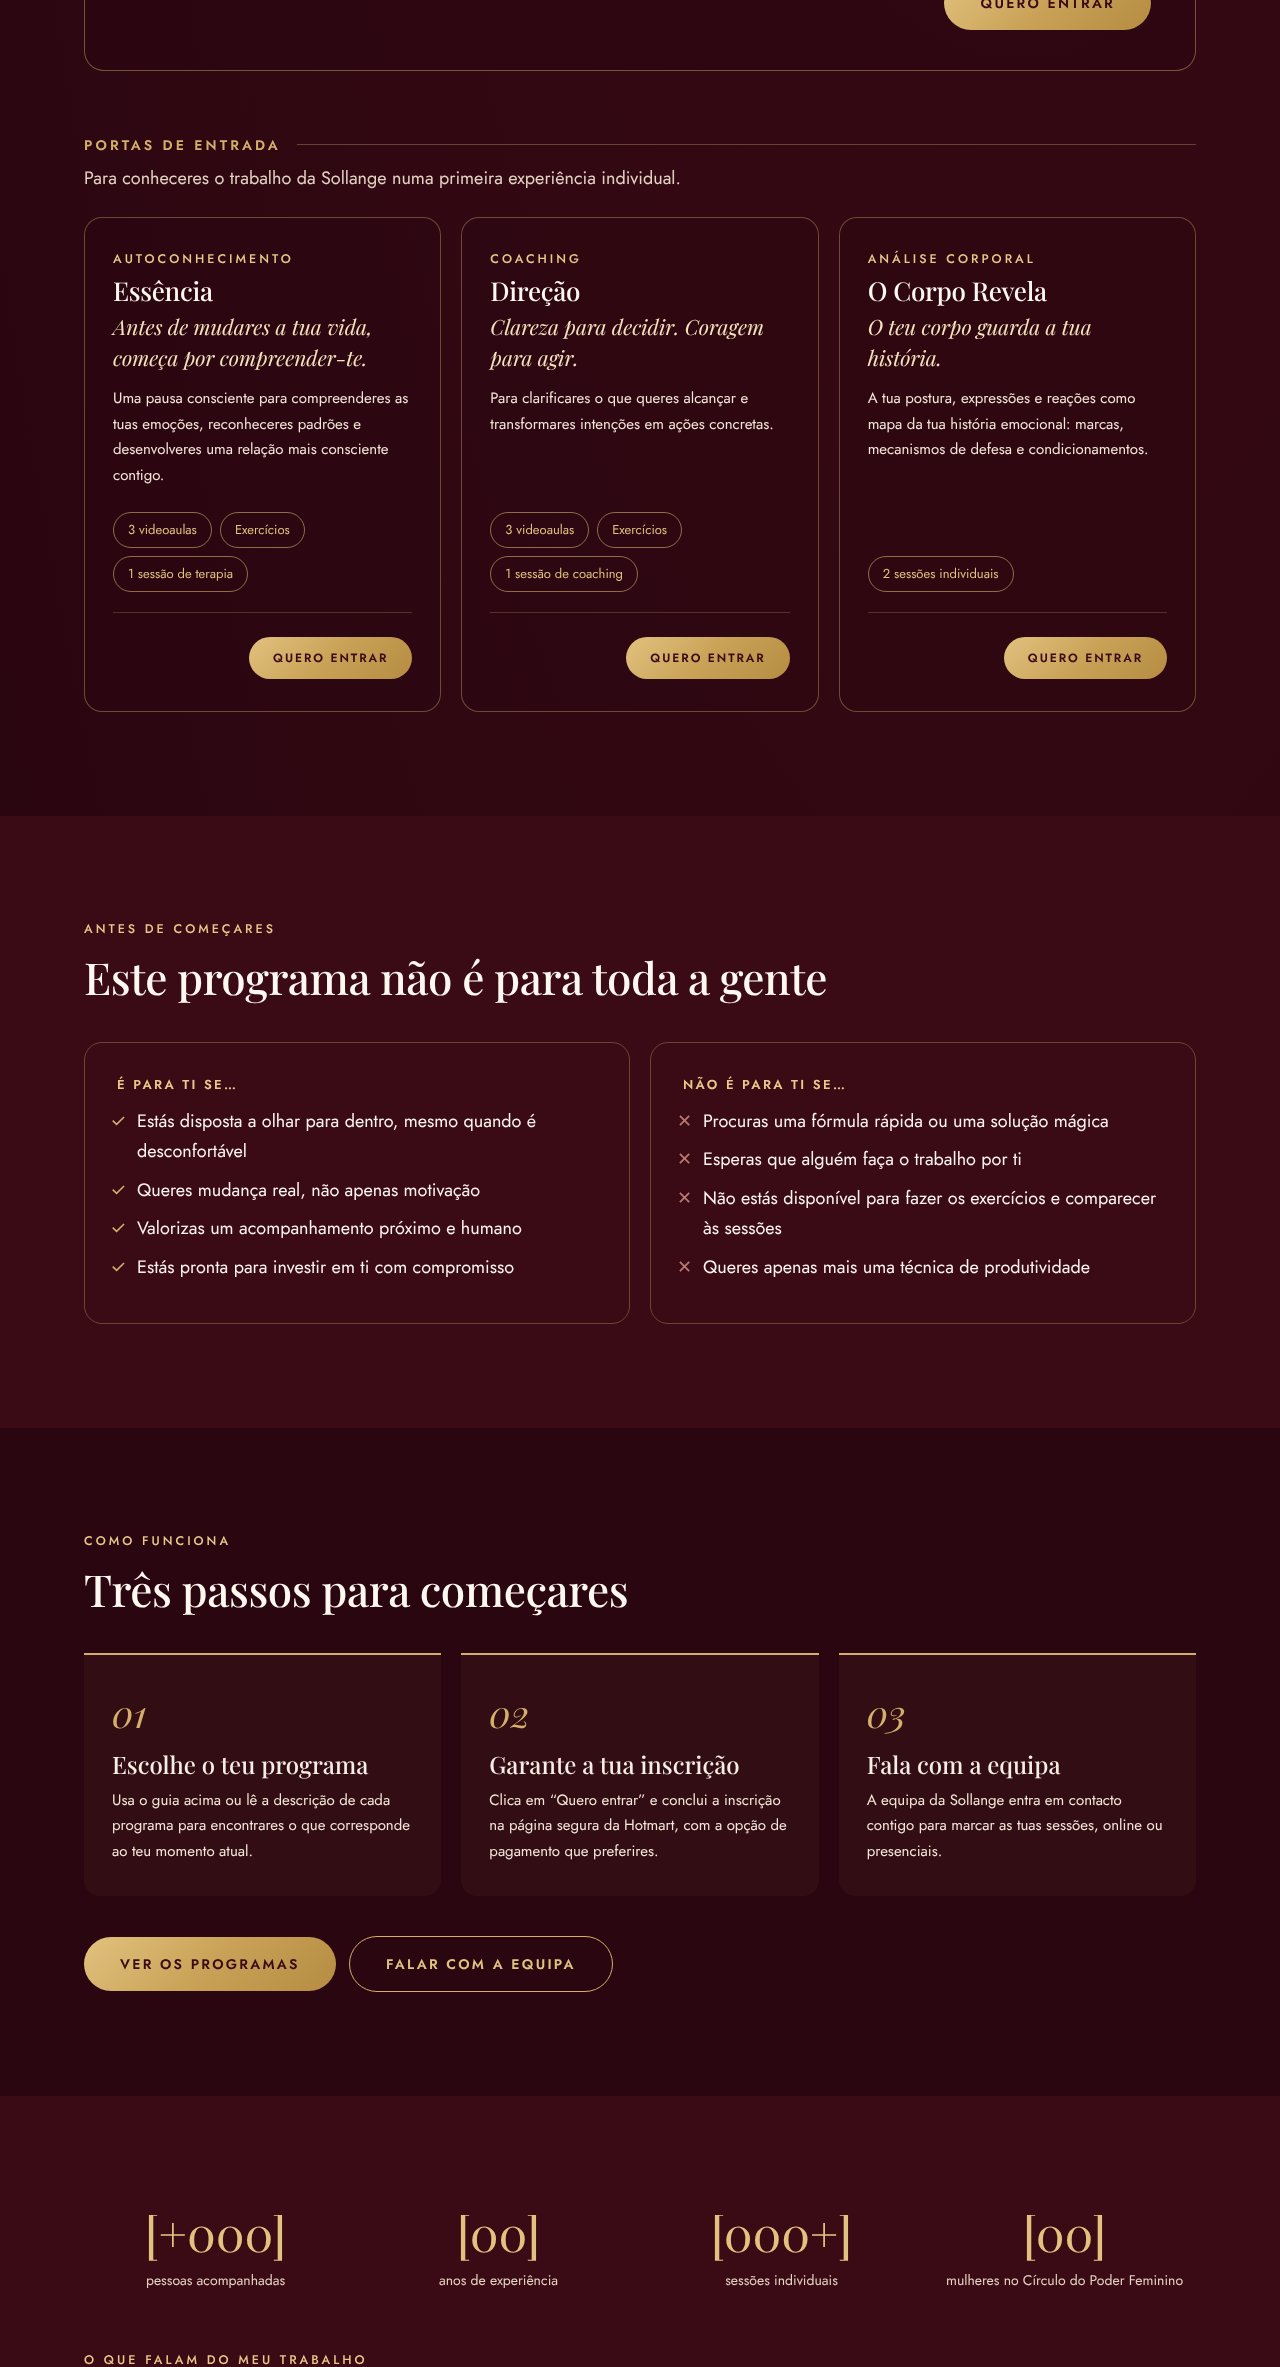 QUERO ENTRAR
PORTAS DE ENTRADA
Para conheceres o trabalho da Sollange numa primeira experiência individual.
AUTOCONHECIMENTO
Essência
Antes de mudares a tua vida,
começa por compreender-te.
Uma pausa consciente para compreenderes as
tuas emoções, reconheceres padrões e
desenvolveres uma relação mais consciente
contigo.
3 videoaulas
Exercícios
1 sessão de terapia
QUERO ENTRAR
COACHING
Direção
Clareza para decidir. Coragem
para agir.
Para clarificares o que queres alcançar e
transformares intenções em ações concretas.
3 videoaulas
Exercícios
1 sessão de coaching
QUERO ENTRAR
ANÁLISE CORPORAL
O Corpo Revela
O teu corpo guarda a tua
história.
A tua postura, expressões e reações como
mapa da tua história emocional: marcas,
mecanismos de defesa e condicionamentos.
2 sessões individuais
QUERO ENTRAR
ANTES DE COMEÇARES
Este programa não é para toda a gente
É PARA TI SE…
✓ Estás disposta a olhar para dentro, mesmo quando é
desconfortável
✓ Queres mudança real, não apenas motivação
✓ Valorizas um acompanhamento próximo e humano
✓ Estás pronta para investir em ti com compromisso
NÃO É PARA TI SE…
✕ Procuras uma fórmula rápida ou uma solução mágica
✕ Esperas que alguém faça o trabalho por ti
✕ Não estás disponível para fazer os exercícios e comparecer
às sessões
✕ Queres apenas mais uma técnica de produtividade
COMO FUNCIONA
Três passos para começares
01
Escolhe o teu programa
Usa o guia acima ou lê a descrição de cada
programa para encontrares o que corresponde
ao teu momento atual.
02
Garante a tua inscrição
Clica em “Quero entrar” e conclui a inscrição
na página segura da Hotmart, com a opção de
pagamento que preferires.
03
Fala com a equipa
A equipa da Sollange entra em contacto
contigo para marcar as tuas sessões, online ou
presenciais.
VER OS PROGRAMAS
FALAR COM A EQUIPA
[+000]
pessoas acompanhadas
[00]
anos de experiência
[000+]
sessões individuais
[00]
mulheres no Círculo do Poder Feminino
O QUE FALAM DO MEU TRABALHO